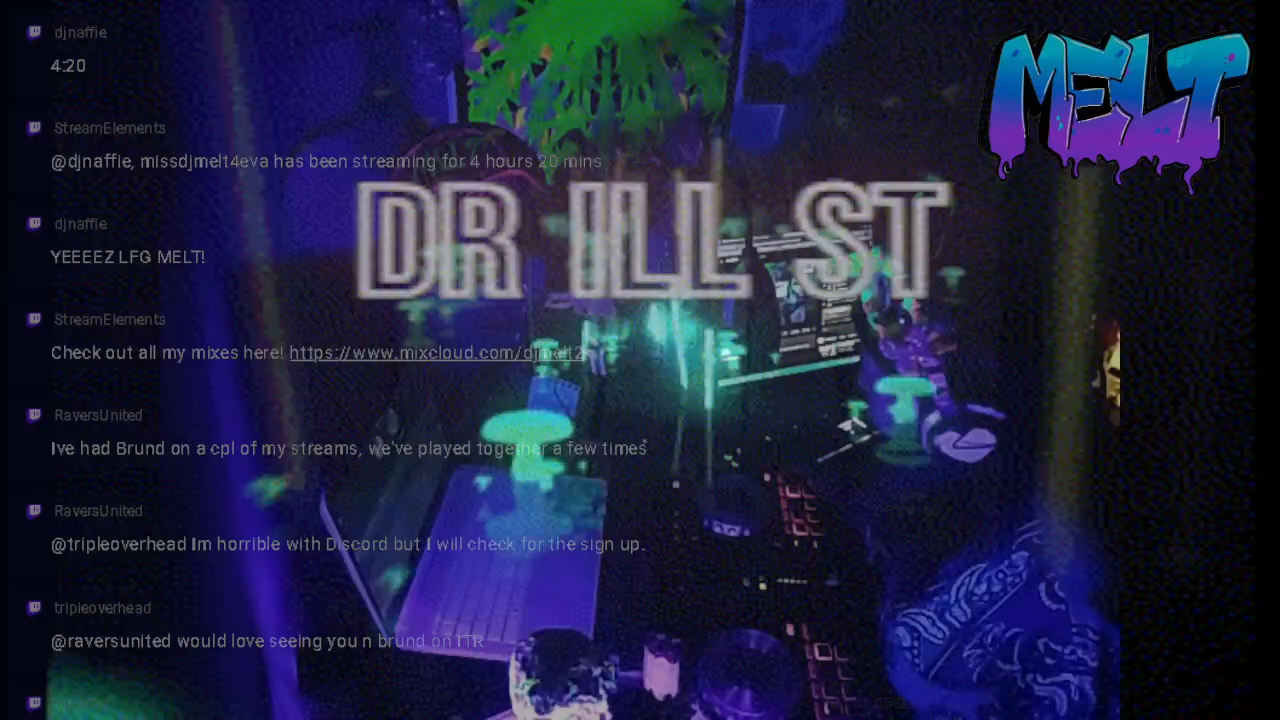 djnaffie
4:20
StreamElements
@djnaffie, missdjmelt4eva has been streaming for 4 hours 20 mins
djnaffie
YEEEEZ LFG MELT!
StreamElements
Check out all my mixes here! https://www.mixcloud.com/djmelt2
RaversUnited
Ive had Brund on a cpl of my streams, we've played together a few times
RaversUnited
@tripleoverhead Im horrible with Discord but I will check for the sign up.
tripleoverhead
@raversunited would love seeing you n brund on ITR
MELT
DR ILL ST